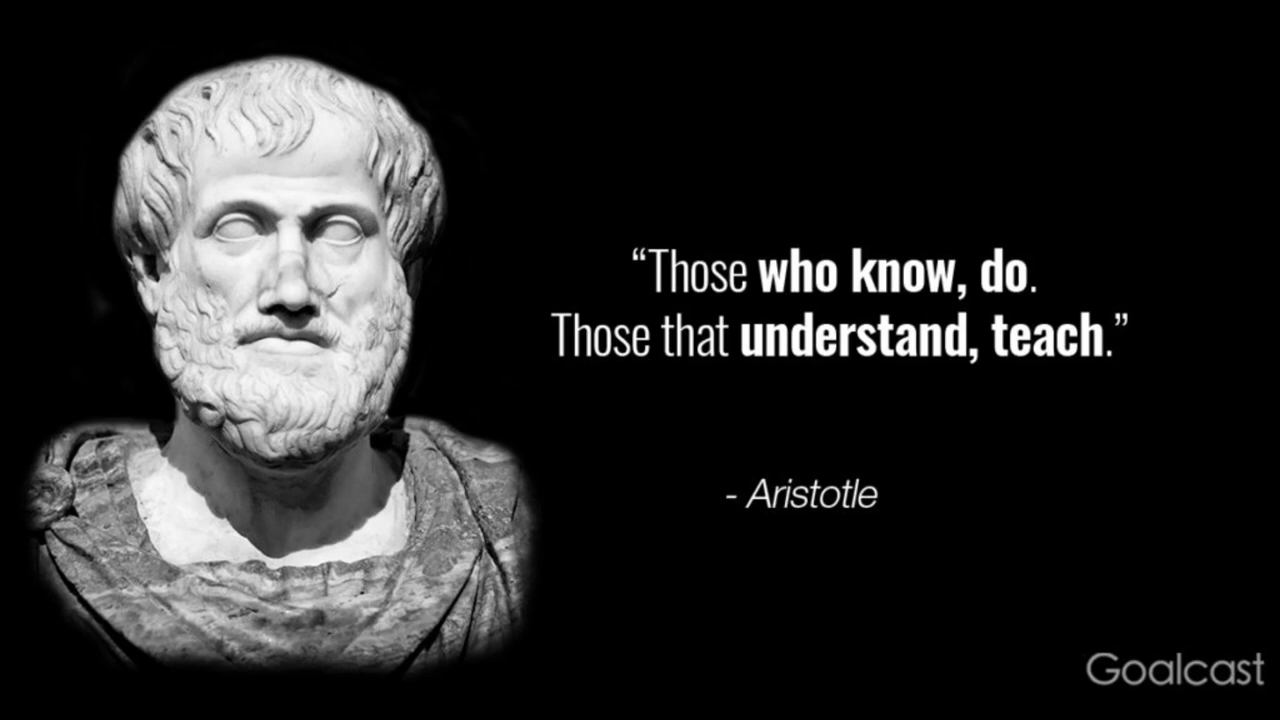 “Those who know, do.
Those that understand, teach.”
- Aristotle
Goalcast